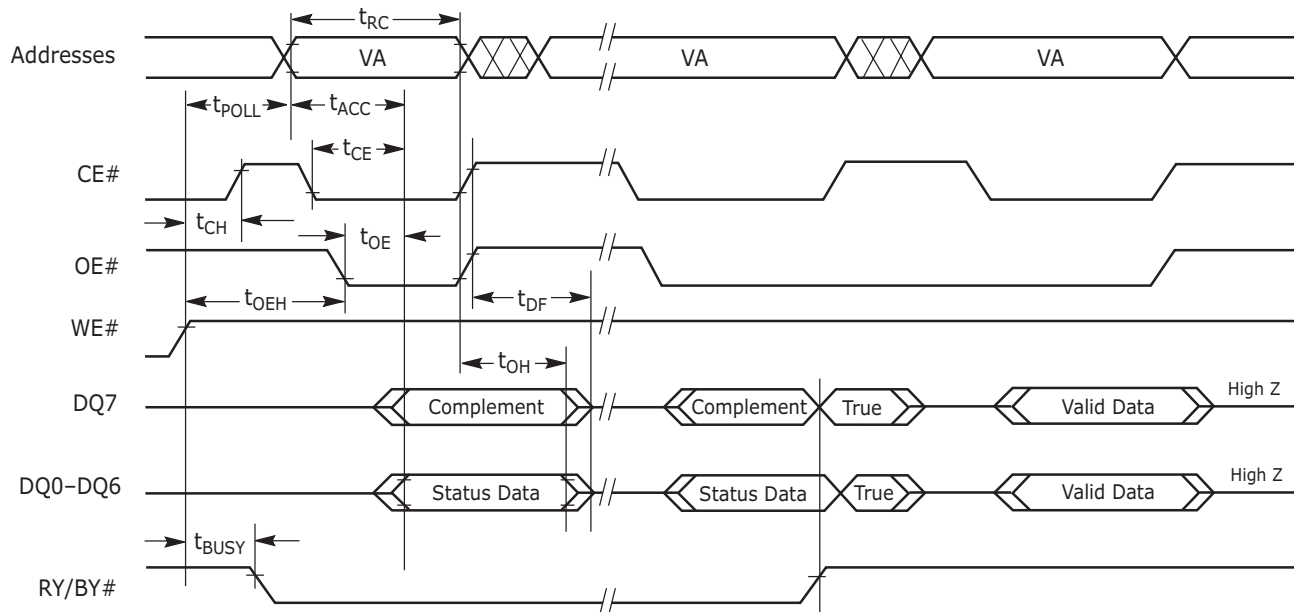 tRC
Addresses VA VA VA
tPOLL tACC
tCE
CE#
tCH tOE
OE#
tOEH tDF
WE#
tOH
DQ7 Complement Complement True Valid Data High Z
DQ0–DQ6 Status Data Status Data True Valid Data High Z
tBUSY
RY/BY#